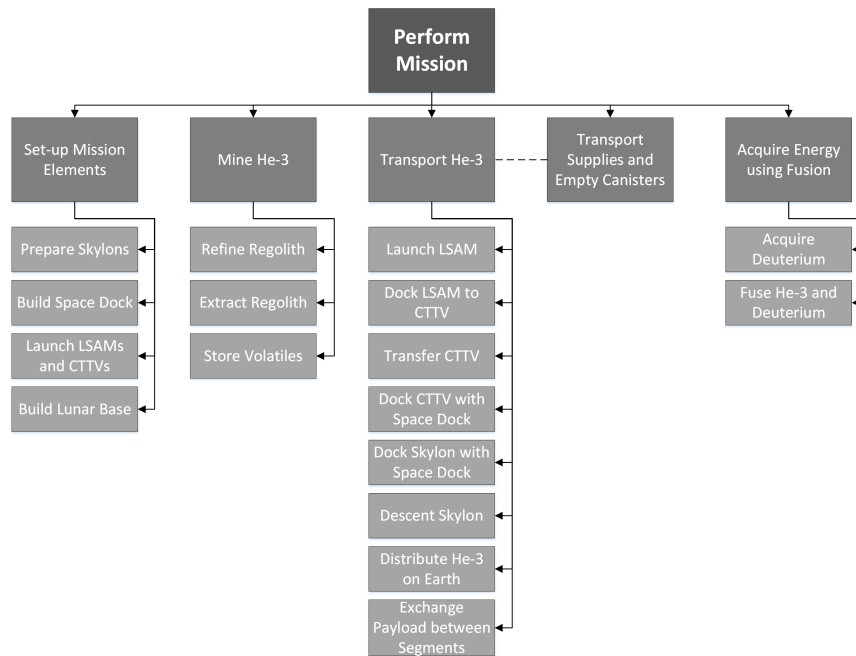 Perform
Mission
Set-up Mission
Elements
Mine He-3
Transport He-3
Transport
Supplies and
Empty Canisters
Acquire Energy
using Fusion
Prepare Skylons
Build Space Dock
Launch LSAMs
and CTTVs
Build Lunar Base
Refine Regolith
Extract Regolith
Store Volatiles
Launch LSAM
Dock LSAM to
CTTV
Transfer CTTV
Dock CTTV with
Space Dock
Dock Skylon with
Space Dock
Descent Skylon
Distribute He-3
on Earth
Exchange
Payload between
Segments
Acquire
Deuterium
Fuse He-3 and
Deuterium